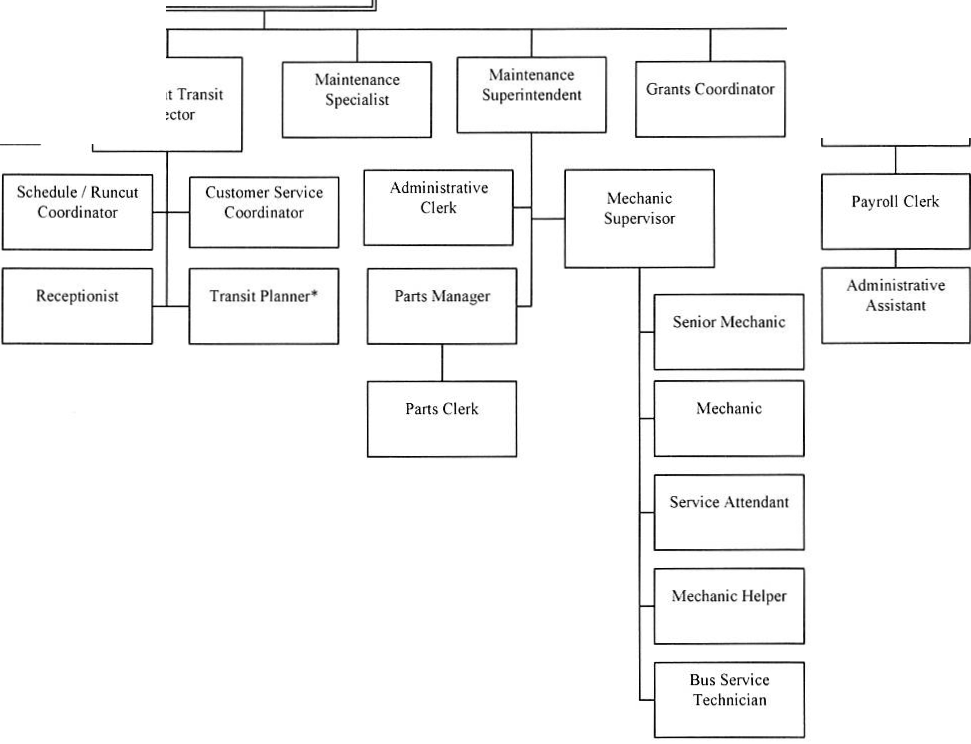 Transit
Maintenance
Specialist
Maintenance
Superintendent
Grants Coordinator
Schedule / Runcut
Coordinator
Customer Service
Coordinator
Administrative
Clerk
Mechanic
Supervisor
Payroll Clerk
Receptionist
Transit Planner*
Parts Manager
Administrative
Assistant
Senior Mechanic
Parts Clerk
Mechanic
Service Attendant
Mechanic Helper
Bus Service
Technician